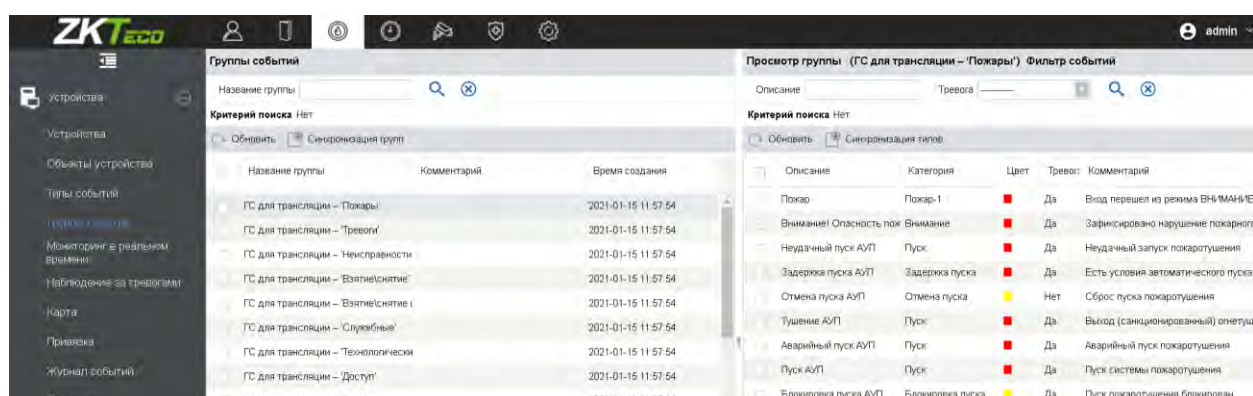 ZKTECO
admin
Устройства
Устройства
Объекты устройства
Типы событий
Мониторинг в реальном
времени
Наблюдение за тревогами
Карта
Привязка
Журнал событий
Группы событий
Название группы
Критерий поиска Нет
Обновить Синхронизация групп
Название группы Комментарий Время создания
ГС для трансляции – 'Пожары' 2021-01-15 11:57:54
ГС для трансляции – 'Тревоги' 2021-01-15 11:57:54
ГС для трансляции – 'Неисправности 2021-01-15 11:57:54
ГС для трансляции – 'Взятие\снятие' 2021-01-15 11:57:54
ГС для трансляции – 'Взятие\снятие 2021-01-15 11:57:54
ГС для трансляции – 'Служебные' 2021-01-15 11:57:54
ГС для трансляции – 'Технологически 2021-01-15 11:57:54
ГС для трансляции – 'Доступ' 2021-01-15 11:57:54
Просмотр группы (ГС для трансляции – 'Пожары') Фильтр событий
Описание Тревога ----------
Критерий поиска Нет
Обновить Синхронизация типов
Описание Категория Цвет Тревог: Комментарий
Пожар Пожар-1 Да Вход перешел из режима ВНИМАНИЕ
Внимание! Опасность пож Внимание Да Зафиксировано нарушение пожарного
Неудачный пуск АУП Пуск Да Неудачный запуск пожаротушения
Задержка пуска АУП Задержка пуска Да Есть условия автоматического пуска
Отмена пуска АУП Отмена пуска Нет Сброс пуска пожаротушения
Тушение АУП Пуск Да Выход (санкционированный) огнетуш
Аварийный пуск АУП Пуск Да Аварийный пуск пожаротушения
Пуск АУП Пуск Да Пуск системы пожаротушения
Блокировка пуска АУП Блокировка пуска Да Пуск пожаротушения блокирован